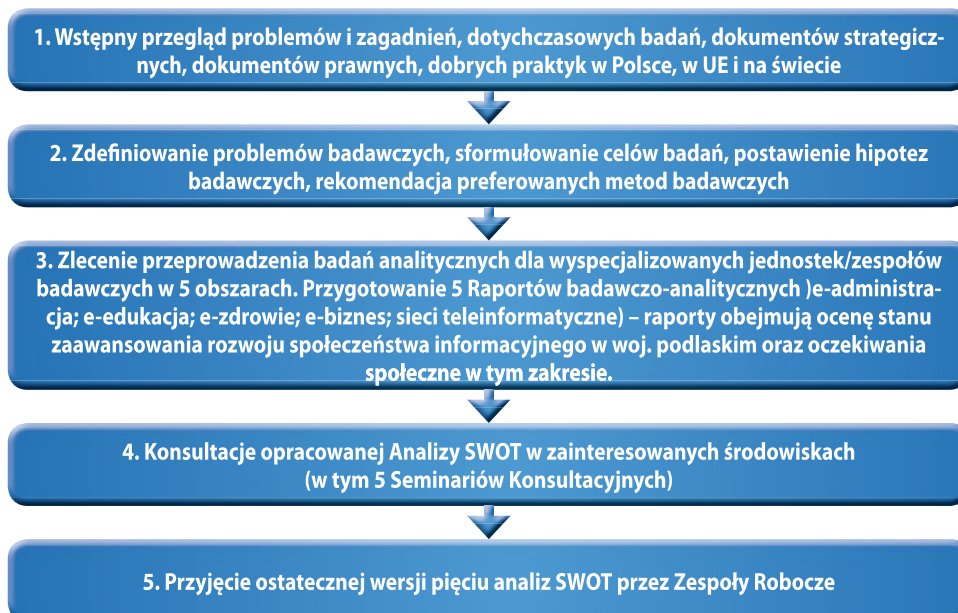 1. Wstępny przegląd problemów i zagadnień, dotychczasowych badań, dokumentów strategicz-
nych, dokumentów prawnych, dobrych praktyk w Polsce, w UE i na świecie
2. Zdefiniowanie problemów badawczych, sformułowanie celów badań, postawienie hipotez
badawczych, rekomendacja preferowanych metod badawczych
3. Zlecenie przeprowadzenia badań analitycznych dla wyspecjalizowanych jednostek/zespołów
badawczych w 5 obszarach. Przygotowanie 5 Raportów badawczo-analitycznych )e-administra-
cja; e-edukacja; e-zdrowie; e-biznes; sieci teleinformatyczne) – raporty obejmują ocenę stanu
zaawansowania rozwoju społeczeństwa informacyjnego w woj. podlaskim oraz oczekiwania
społeczne w tym zakresie.
4. Konsultacje opracowanej Analizy SWOT w zainteresowanych środowiskach
(w tym 5 Seminariów Konsultacyjnych)
5. Przyjęcie ostatecznej wersji pięciu analiz SWOT przez Zespoły Robocze